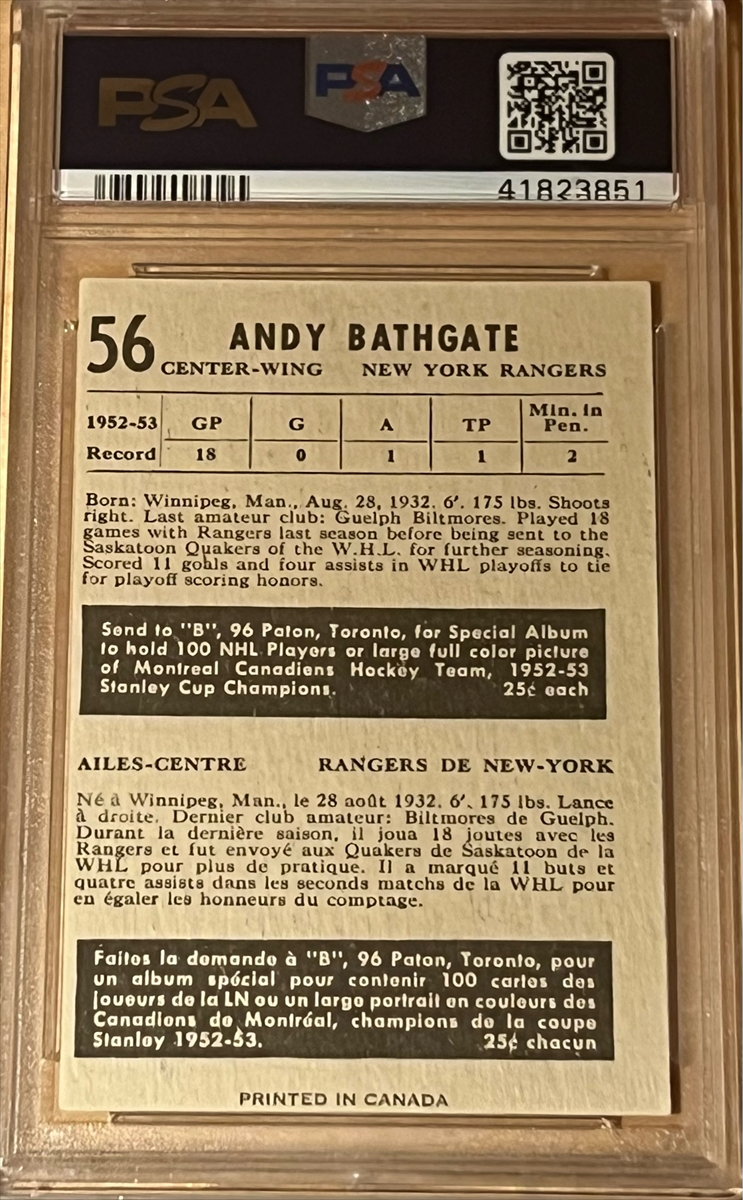 PSA
PSA
41823851
56 ANDY BATHGATE
CENTER-WING NEW YORK RANGERS
1952-53 GP G A TP Min. in Pen.
Record 18 0 1 1 2
Born: Winnipeg, Man., Aug. 28, 1932. 6'. 175 lbs. Shoots
right. Last amateur club: Guelph Biltmores. Played 18
games with Rangers last season before being sent to the
Saskatoon Quakers of the W.H.L. for further seasoning.
Scored 11 goals and four assists in WHL playoffs to tie
for playoff scoring honors.
Send to "B", 96 Paton, Toronto, for Special Album
to hold 100 NHL Players or large full color picture
of Montreal Canadiens Hockey Team, 1952-53
Stanley Cup Champions. 25¢ each
AILES-CENTRE RANGERS DE NEW-YORK
Né à Winnipeg, Man., le 28 août 1932. 6'. 175 lbs. Lance
à droite. Dernier club amateur: Biltmores de Guelph.
Durant la dernière saison, il joua 18 joutes avec les
Rangers et fut envoyé aux Quakers de Saskatoon de la
WHL pour plus de pratique. Il a marqué 11 buts et
quatre assists dans les seconds matchs de la WHL pour
en égaler les honneurs du comptage.
Faites la demande à "B", 96 Paton, Toronto, pour
un album spécial pour contenir 100 cartes des
joueurs de la LN ou un large portrait en couleurs des
Canadiens de Montréal, champions de la coupe
Stanley 1952-53. 25¢ chacun
PRINTED IN CANADA